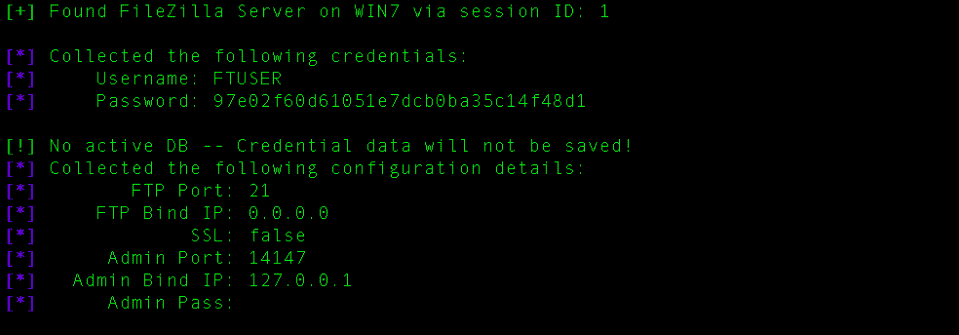 [+] Found FileZilla Server on WIN7 via session ID: 1
[*] Collected the following credentials:
[*] Username: FTUSER
[*] Password: 97e02f60d61051e7dcb0ba35c14f48d1
[!] No active DB -- Credential data will not be saved!
[*] Collected the following configuration details:
[*] FTP Port: 21
[*] FTP Bind IP: 0.0.0.0
[*] SSL: false
[*] Admin Port: 14147
[*] Admin Bind IP: 127.0.0.1
[*] Admin Pass: